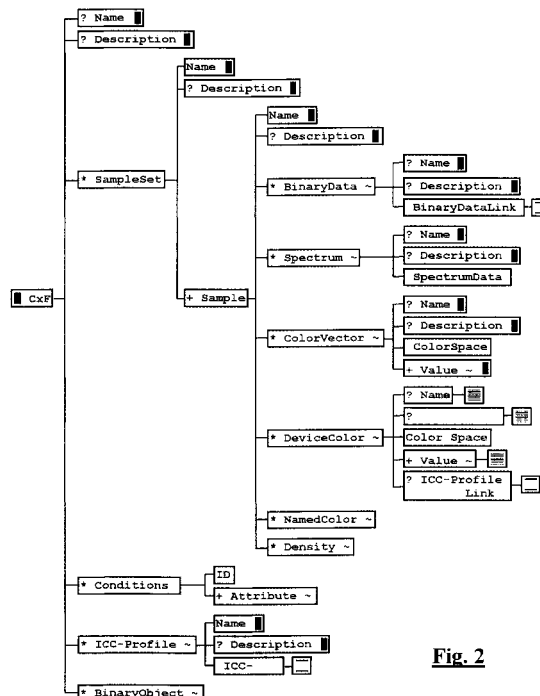 ? Name
? Description
Name
? Description
Name
? Description
* SampleSet
* BinaryData ~
? Name
? Description
BinaryDataLink
* Spectrum ~
? Name
? Description
SpectrumData
CxF
+ Sample
* ColorVector ~
? Name
? Description
ColorSpace
+ Value ~
* DeviceColor ~
? Name
?
Color Space
+ Value ~
? ICC-Profile
Link
* NamedColor ~
* Density ~
* Conditions
ID
+ Attribute ~
* ICC-Profile ~
Name
? Description
ICC-
* BinaryObject ~
Fig. 2